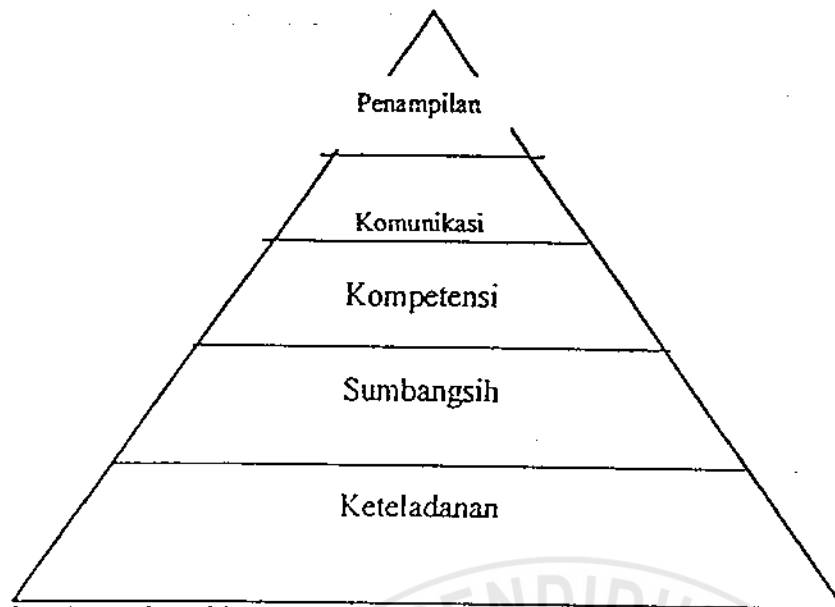 Penampilan
Komunikasi
Kompetensi
Sumbangsih
Keteladanan